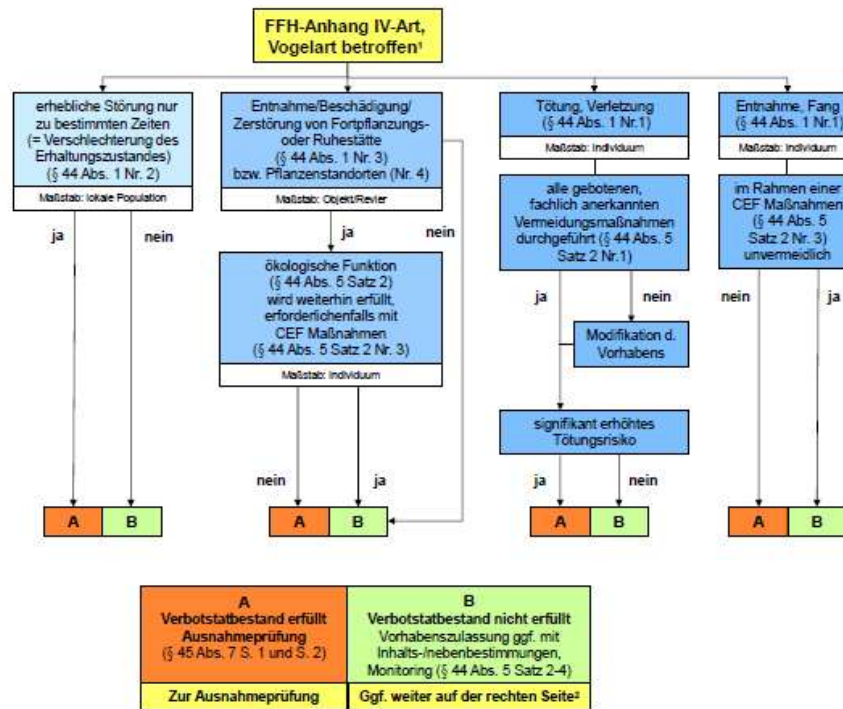 FFH-Anhang IV-Art,
Vogelart betroffen¹
erhebliche Störung nur
zu bestimmten Zeiten
(= Verschlechterung des
Erhaltungszustandes)
(§ 44 Abs. 1 Nr. 2)
Maßstab: lokale Population
ja
nein
A
B
Entnahme/Beschädigung/
Zerstörung von Fortpflanzungs-
oder Ruhestätte
(§ 44 Abs. 1 Nr. 3)
bzw. Pflanzenstandorten (Nr. 4)
Maßstab: Objekt/Revier
ja
nein
ökologische Funktion
(§ 44 Abs. 5 Satz 2)
wird weiterhin erfüllt,
erforderlichenfalls mit
CEF Maßnahmen
(§ 44 Abs. 5 Satz 2 Nr. 3)
Maßstab: Individuum
nein
ja
A
B
Tötung, Verletzung
(§ 44 Abs. 1 Nr.1)
Maßstab: Individuum
alle gebotenen,
fachlich anerkannten
Vermeidungsmaßnahmen
durchgeführt (§ 44 Abs. 5
Satz 2 Nr.1)
ja
nein
Modifikation d.
Vorhabens
signifikant erhöhtes
Tötungsrisiko
ja
nein
A
B
Entnahme, Fang
(§ 44 Abs. 1 Nr.1)
Maßstab: Individuum
im Rahmen einer
CEF Maßnahmen
(§ 44 Abs. 5
Satz 2 Nr. 3)
unvermeidlich
nein
ja
A
B
A
Verbotstatbestand erfüllt
Ausnahmeprüfung
(§ 45 Abs. 7 S. 1 und S. 2)
Zur Ausnahmeprüfung
B
Verbotstatbestand nicht erfüllt
Vorhabenszulassung ggf. mit
Inhalts-/nebenbestimmungen,
Monitoring (§ 44 Abs. 5 Satz 2-4)
Ggf. weiter auf der rechten Seite²